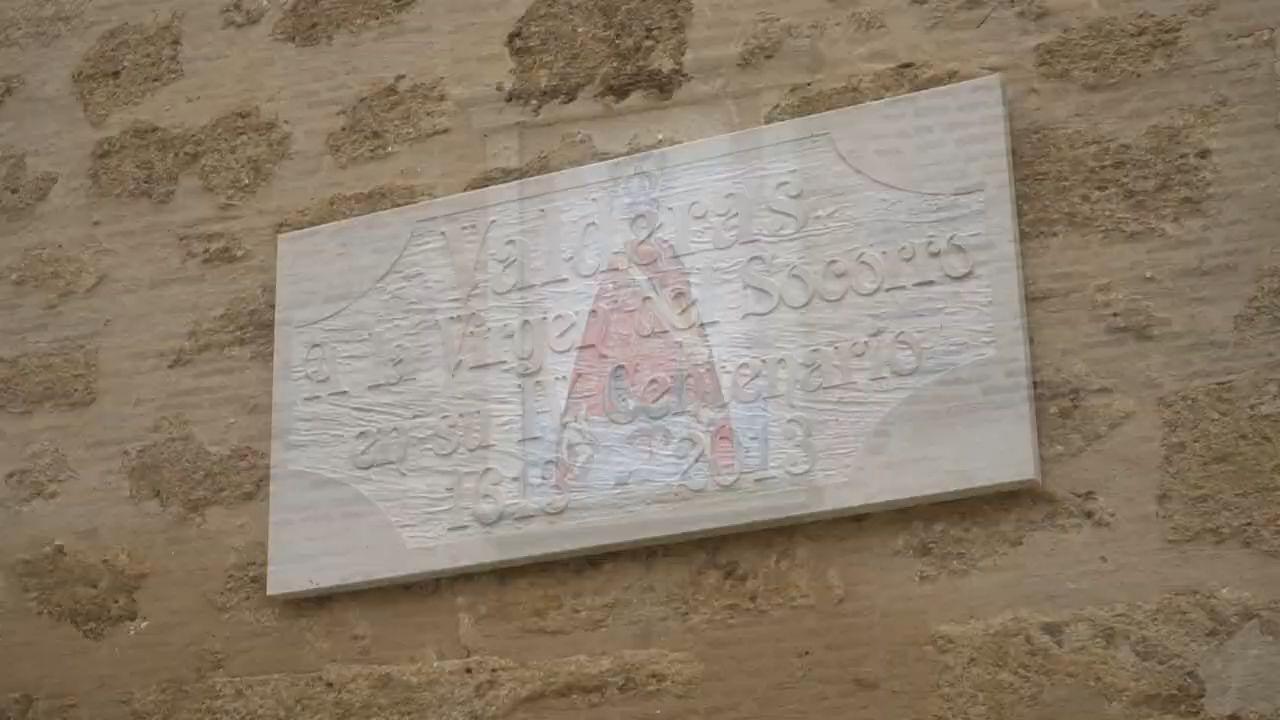 Valderas
A la Virgen del Socorro
en su IV Centenario
1613 - 2013